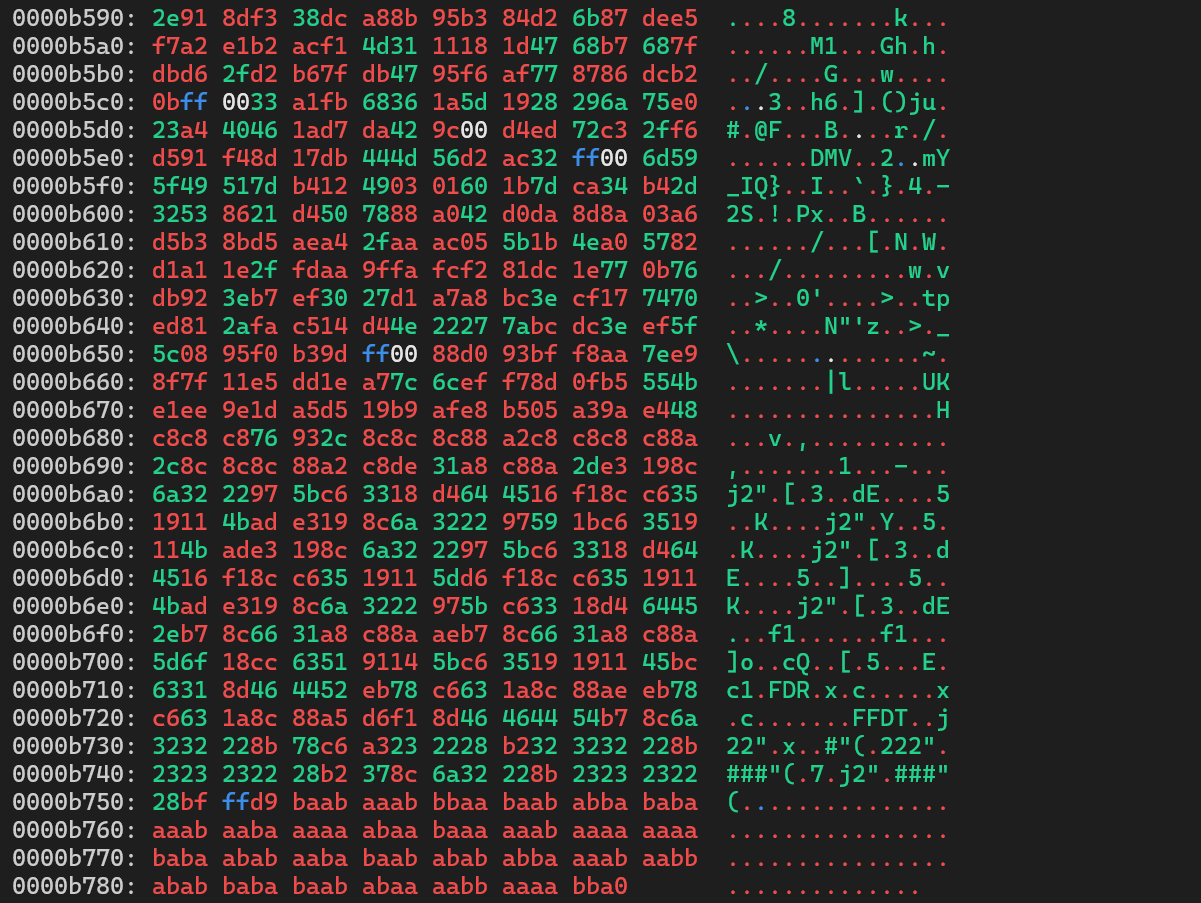 0000b590: 2e91 8df3 38dc a88b 95b3 84d2 6b87 dee5  ....8.......k...
0000b5a0: f7a2 e1b2 acf1 4d31 1118 1d47 68b7 687f  ......M1...Gh.h.
0000b5b0: dbd6 2fd2 b67f db47 95f6 af77 8786 dcb2  ../....G...w....
0000b5c0: 0bff 0033 a1fb 6836 1a5d 1928 296a 75e0  ...3..h6.].()ju.
0000b5d0: 23a4 4046 1ad7 da42 9c00 d4ed 72c3 2ff6  #.@F...B....r./.
0000b5e0: d591 f48d 17db 444d 56d2 ac32 ff00 6d59  ......DMV..2..mY
0000b5f0: 5f49 517d b412 4903 0160 1b7d ca34 b42d  _IQ}..I..`.}.4.-
0000b600: 3253 8621 d450 7888 a042 d0da 8d8a 03a6  2S.!.Px..B......
0000b610: d5b3 8bd5 aea4 2faa ac05 5b1b 4ea0 5782  ....../...[.N.W.
0000b620: d1a1 1e2f fdaa 9ffa fcf2 81dc 1e77 0b76  .../.........w.v
0000b630: db92 3eb7 ef30 27d1 a7a8 bc3e cf17 7470  ..>..0'....>..tp
0000b640: ed81 2afa c514 d44e 2227 7abc dc3e ef5f  ..*....N"'z..>._
0000b650: 5c08 95f0 b39d ff00 88d0 93bf f8aa 7ee9  \.............~.
0000b660: 8f7f 11e5 dd1e a77c 6cef f78d 0fb5 554b  .......|l.....UK
0000b670: e1ee 9e1d a5d5 19b9 afe8 b505 a39a e448  ...............H
0000b680: c8c8 c876 932c 8c8c 8c88 a2c8 c8c8 c88a  ...v.,..........
0000b690: 2c8c 8c8c 88a2 c8de 31a8 c88a 2de3 198c  ,.......1...-...
0000b6a0: 6a32 2297 5bc6 3318 d464 4516 f18c c635  j2".[.3..dE....5
0000b6b0: 1911 4bad e319 8c6a 3222 9759 1bc6 3519  ..K....j2".Y..5.
0000b6c0: 114b ade3 198c 6a32 2297 5bc6 3318 d464  .K....j2".[.3..d
0000b6d0: 4516 f18c c635 1911 5dd6 f18c c635 1911  E....5..]....5..
0000b6e0: 4bad e319 8c6a 3222 975b c633 18d4 6445  K....j2".[.3..dE
0000b6f0: 2eb7 8c66 31a8 c88a aeb7 8c66 31a8 c88a  ...f1......f1...
0000b700: 5d6f 18cc 6351 9114 5bc6 3519 1911 45bc  ]o..cQ..[.5...E.
0000b710: 6331 8d46 4452 eb78 c663 1a8c 88ae eb78  c1.FDR.x.c.....x
0000b720: c663 1a8c 88a5 d6f1 8d46 4644 54b7 8c6a  .c.......FFDT..j
0000b730: 3232 228b 78c6 a323 2228 b232 3232 228b  22".x..#"(.222".
0000b740: 2323 2322 28b2 378c 6a32 228b 2323 2322  ###"(.7.j2".###"
0000b750: 28bf ffd9 baab aaab bbaa baab abba baba  (...............
0000b760: aaab aaba aaaa abaa baaa aaab aaaa aaaa  ................
0000b770: baba abab aaba baab abab abba aaab aabb  ................
0000b780: abab baba baab abaa aabb aaaa bba0  ..............